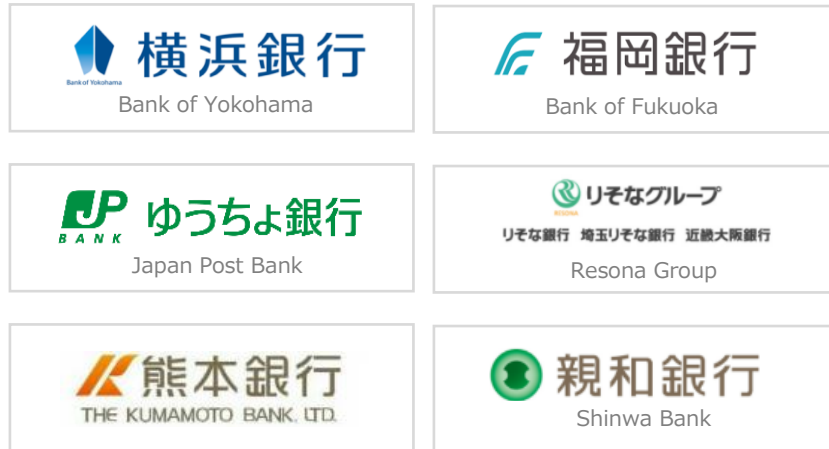 Bank of Yokohama
横浜銀行
Bank of Yokohama
福岡銀行
Bank of Fukuoka
JP
BANK
ゆうちょ銀行
Japan Post Bank
りそなグループ
RESONA
りそな銀行 埼玉りそな銀行 近畿大阪銀行
Resona Group
熊本銀行
THE KUMAMOTO BANK, LTD.
親和銀行
Shinwa Bank